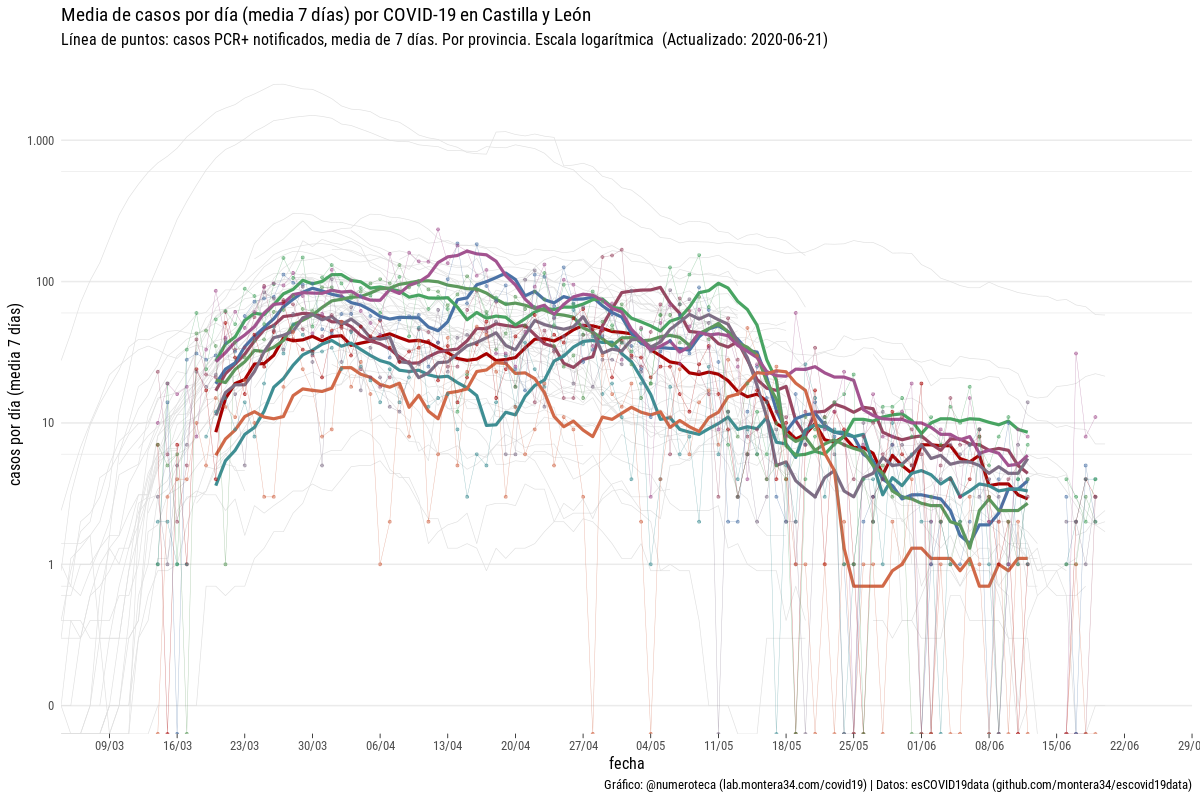 Media de casos por día (media 7 días) por COVID-19 en Castilla y León
Línea de puntos: casos PCR+ notificados, media de 7 días. Por provincia. Escala logarítmica  (Actualizado: 2020-06-21)
casos por día (media 7 días)
1.000
100
10
1
0
09/03 16/03 23/03 30/03 06/04 13/04 20/04 27/04 04/05 11/05 18/05 25/05 01/06 08/06 15/06 22/06 29/0
fecha
Gráfico: @numeroteca (lab.montera34.com/covid19) | Datos: esCOVID19data (github.com/montera34/escovid19data)